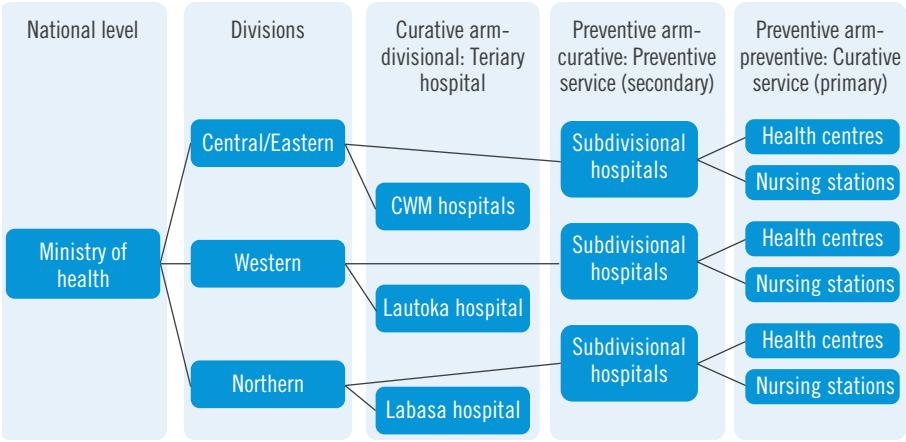 National level
Divisions
Curative arm-
divisional: Teriary
hospital
Preventive arm-
curative: Preventive
service (secondary)
Preventive arm-
preventive: Curative
service (primary)
Ministry of
health
Central/Eastern
Western
Northern
CWM hospitals
Lautoka hospital
Labasa hospital
Subdivisional
hospitals
Subdivisional
hospitals
Subdivisional
hospitals
Health centres
Nursing stations
Health centres
Nursing stations
Health centres
Nursing stations